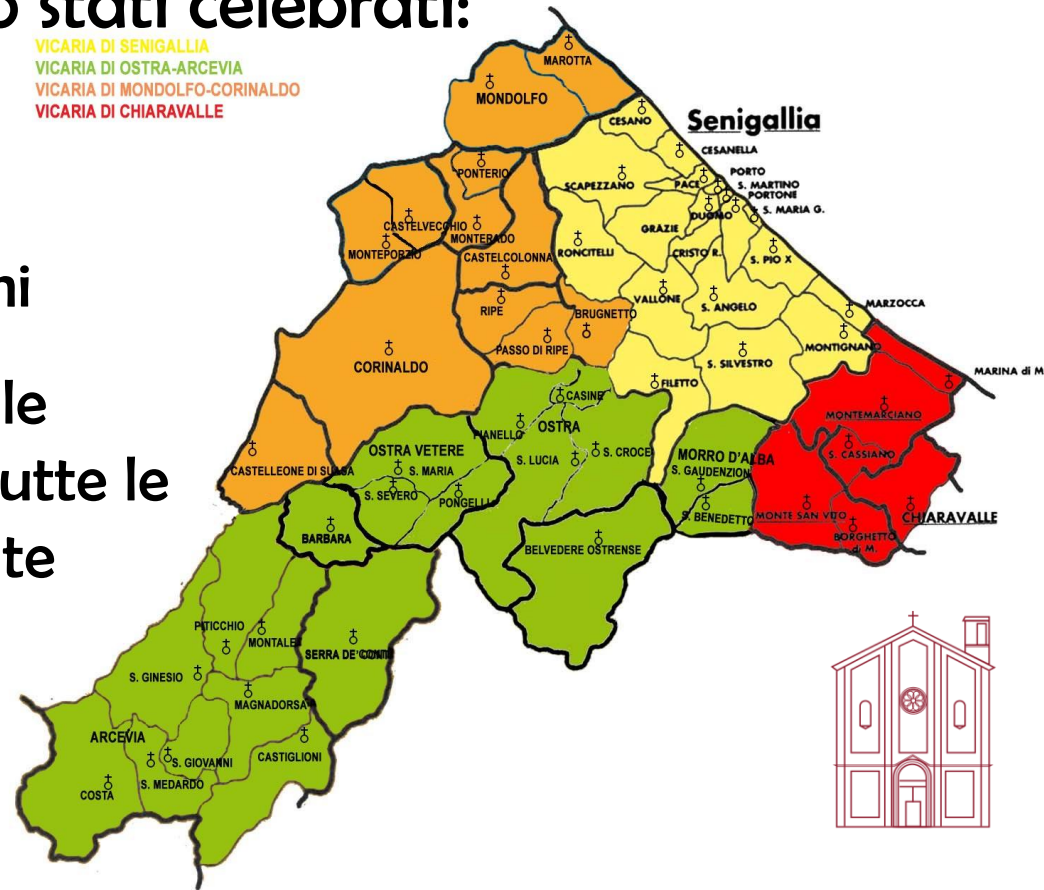 o stati celebrati:
VICARIA DI SENIGALLIA
VICARIA DI OSTRA-ARCEVIA
VICARIA DI MONDOLFO-CORINALDO
VICARIA DI CHIARAVALLE
ni
le
utte le
te
MAROTTA
MONDOLFO
CESANO
Senigallia
CESANELLA
PONTERIO
PORTO
SCAPEZZANO
PACE
S. MARTINO
PORTONE
DUOMO
S. MARIA G.
CASTELVECCHIO
MONTERADO
GRAZIE
MONTEPORZIO
CASTELCOLONNA
RONCITELLI
CRISTO R.
S. PIO X
VALLONE
S. ANGELO
MARZOCCA
RIPE
BRUGNETTO
PASSO DI RIPE
MONTIGNANO
CORINALDO
S. SILVESTRO
MARINA di M
FILETTO
CASINE
MONTEMARCIANO
PIANELLO
OSTRA
OSTRA VETERE
S. CROCE
S. CASSIANO
S. LUCIA
MORRO D'ALBA
CASTELLEONE DI SUASA
S. MARIA
S. GAUDENZIO
S. SEVERO
PONGELLI
S. BENEDETTO
MONTE SAN VITO
CHIARAVALLE
BARBARA
BORGHETTO
di M.
BELVEDERE OSTRENSE
PITICCHIO
MONTALE
SERRA DE' CONTI
S. GINESIO
MAGNADORSA
ARCEVIA
S. GIOVANNI
CASTIGLIONI
S. MEDARDO
COSTA